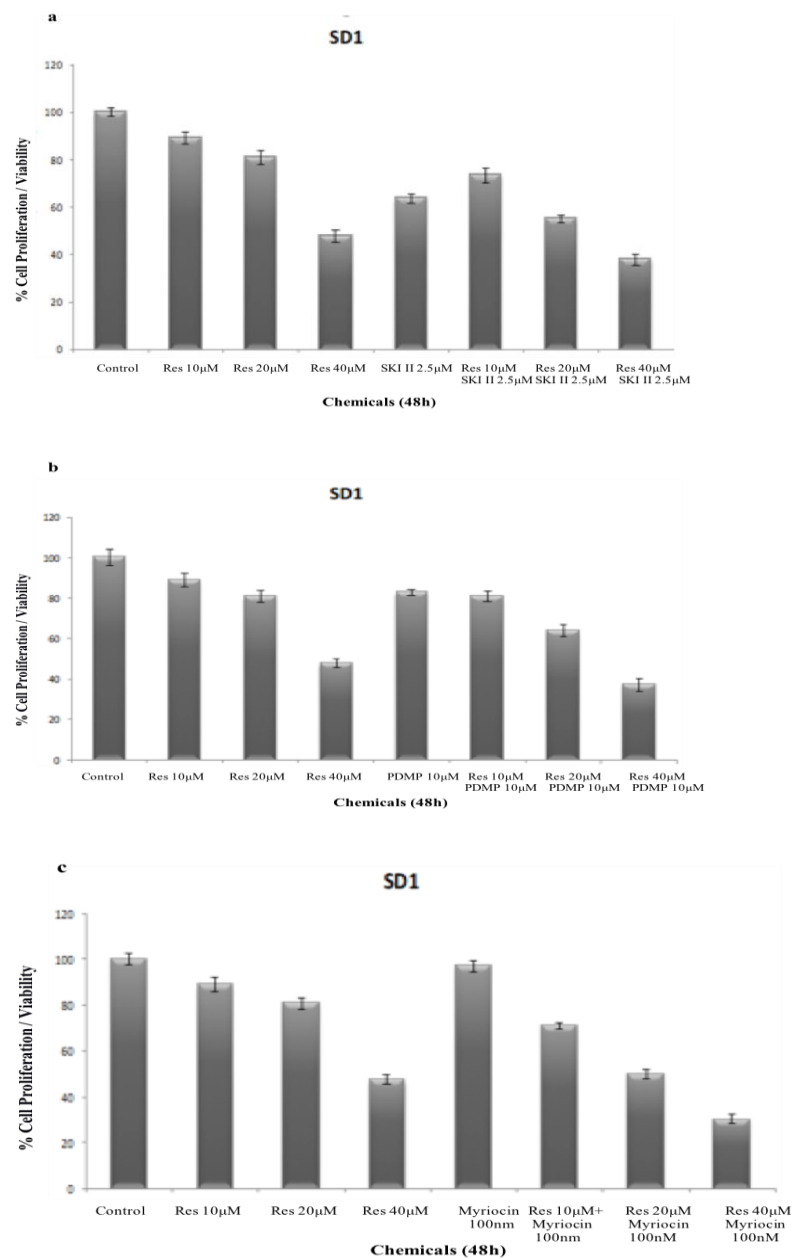 a
SD1
% Cell Proliferation / Viability
120
100
80
60
40
20
0
Control Res 10μM Res 20μM Res 40μM SKI II 2.5μM Res 10μM Res 20μM Res 40μM
SKI II 2.5μM SKI II 2.5μM SKI II 2.5μM
Chemicals (48h)
b
SD1
% Cell Proliferation / Viability
120
100
80
60
40
20
0
Control Res 10μM Res 20μM Res 40μM PDMP 10μM Res 10μM Res 20μM Res 40μM
PDMP 10μM PDMP 10μM PDMP 10μM
Chemicals (48h)
c
SD1
% Cell Proliferation / Viability
120
100
80
60
40
20
0
Control Res 10μM Res 20μM Res 40μM Myriocin Res 10μM+ Res 20μM Res 40μM
100nm Myriocin Myriocin Myriocin
100nm 100nM 100nM
Chemicals (48h)